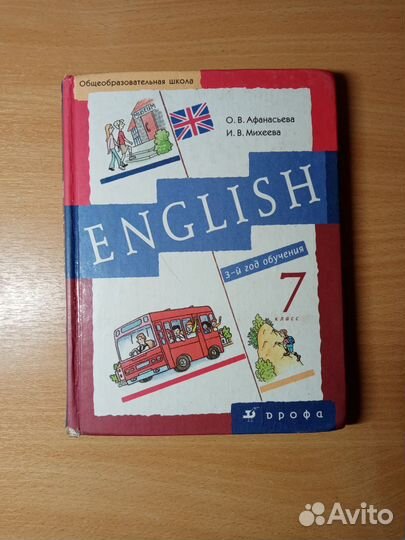 Общеобразовательная школа
О. В. Афанасьева
И. В. Михеева
ENGLISH
3-й год обучения
7
класс
дрофа
Avito